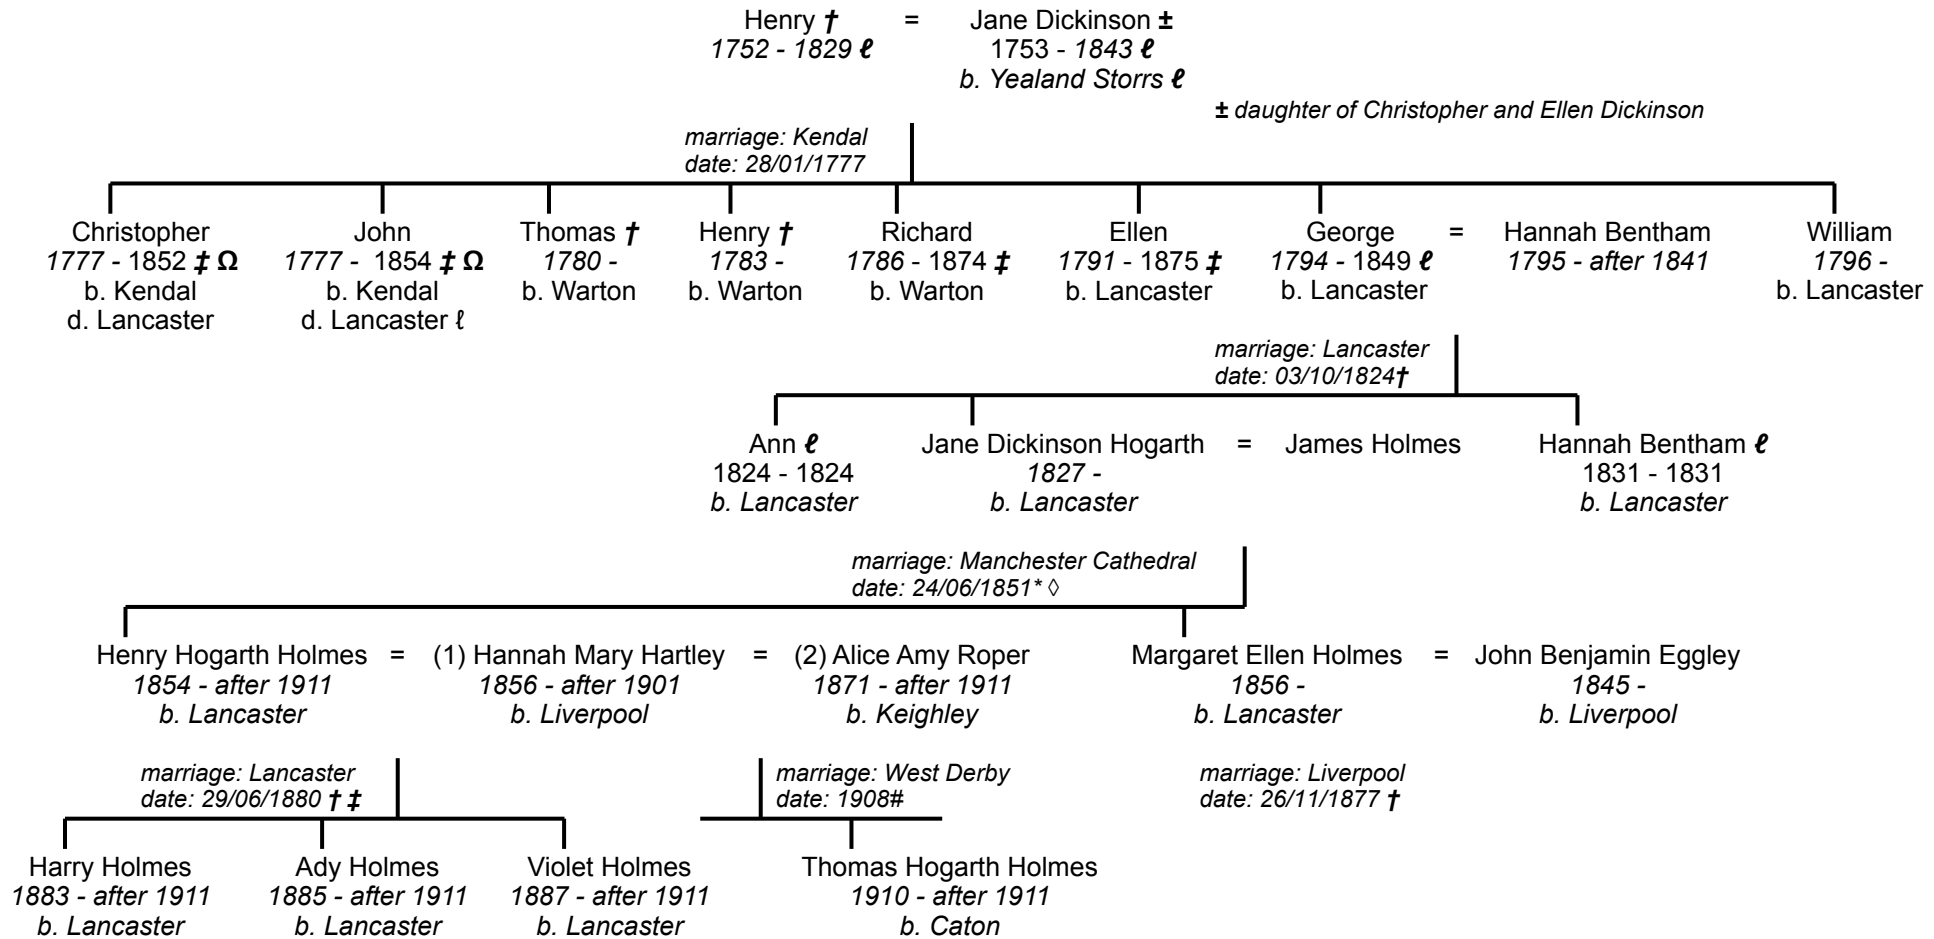 Henry † = Jane Dickinson ±
1752 - 1829 ℓ 1753 - 1843 ℓ
b. Yealand Storrs ℓ
± daughter of Christopher and Ellen Dickinson
marriage: Kendal
date: 28/01/1777
Christopher John Thomas † Henry † Richard Ellen George = Hannah Bentham William
1777 - 1852 ‡ Ω 1777 - 1854 ‡ Ω 1780 - 1783 - 1786 - 1874 ‡ 1791 - 1875 ‡ 1794 - 1849 ℓ 1795 - after 1841 1796 -
b. Kendal b. Kendal b. Warton b. Warton b. Warton b. Lancaster b. Lancaster b. Lancaster
d. Lancaster d. Lancaster ℓ
marriage: Lancaster
date: 03/10/1824†
Ann ℓ Jane Dickinson Hogarth = James Holmes Hannah Bentham ℓ
1824 - 1824 1827 - 1831 - 1831
b. Lancaster b. Lancaster b. Lancaster
marriage: Manchester Cathedral
date: 24/06/1851* ◊
Henry Hogarth Holmes = (1) Hannah Mary Hartley = (2) Alice Amy Roper Margaret Ellen Holmes = John Benjamin Eggley
1854 - after 1911 1856 - after 1901 1871 - after 1911 1856 - 1845 -
b. Lancaster b. Liverpool b. Keighley b. Lancaster b. Liverpool
marriage: Lancaster marriage: West Derby marriage: Liverpool
date: 29/06/1880 † ‡ date: 1908# date: 26/11/1877 †
Harry Holmes Ady Holmes Violet Holmes Thomas Hogarth Holmes
1883 - after 1911 1885 - after 1911 1887 - after 1911 1910 - after 1911
b. Lancaster b. Lancaster b. Lancaster b. Caton